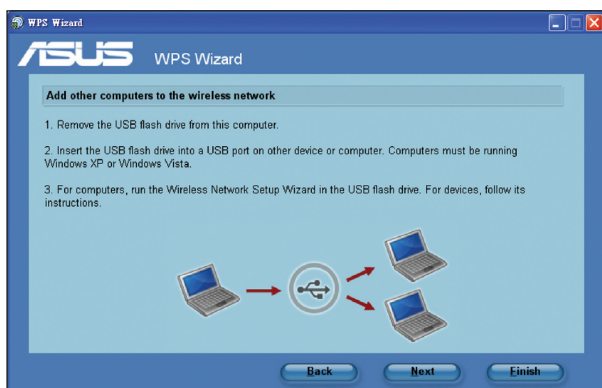 WPS Wizard
ASUS WPS Wizard
Add other computers to the wireless network
1. Remove the USB flash drive from this computer.
2. Insert the USB flash drive into a USB port on other device or computer. Computers must be running
Windows XP or Windows Vista.
3. For computers, run the Wireless Network Setup Wizard in the USB flash drive. For devices, follow its
instructions.
Back Next Finish